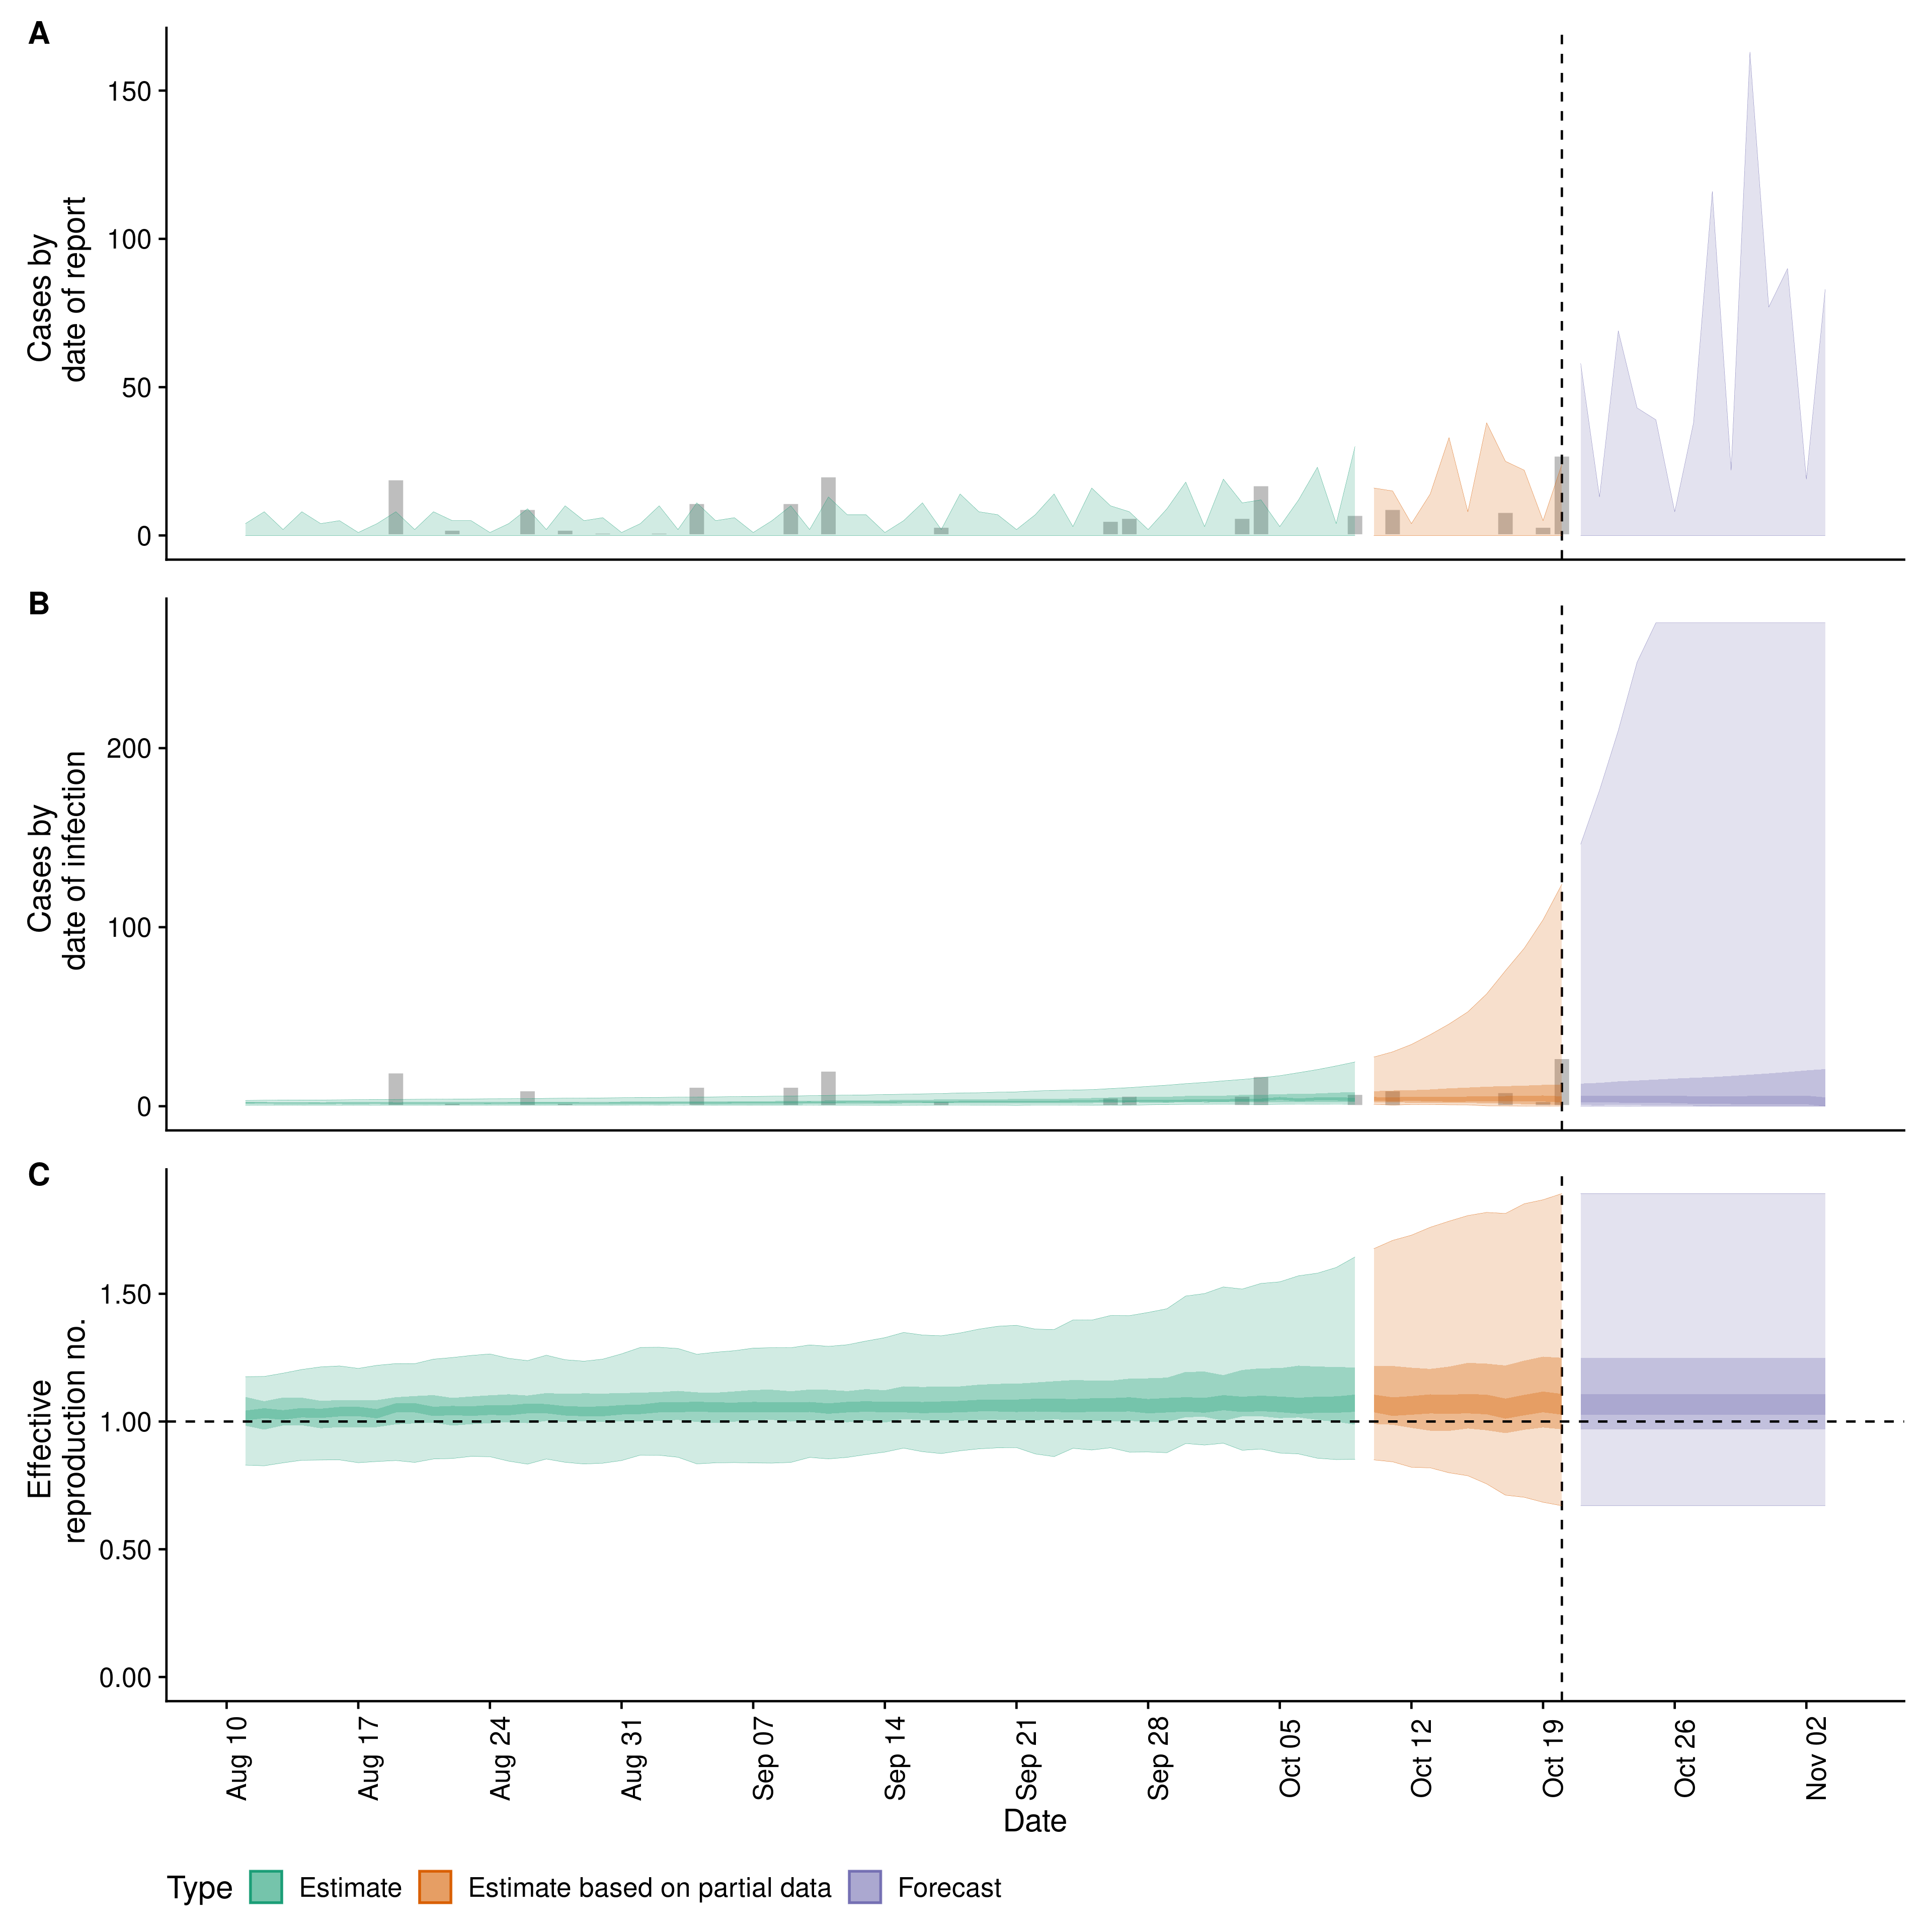 A
Cases by
date of report
150
100
50
0
B
Cases by
date of infection
200
100
0
C
Effective
reproduction no.
1.50
1.00
0.50
0.00
Aug 10
Aug 17
Aug 24
Aug 31
Sep 07
Sep 14
Sep 21
Sep 28
Oct 05
Oct 12
Oct 19
Oct 26
Nov 02
Date
Type Estimate Estimate based on partial data Forecast